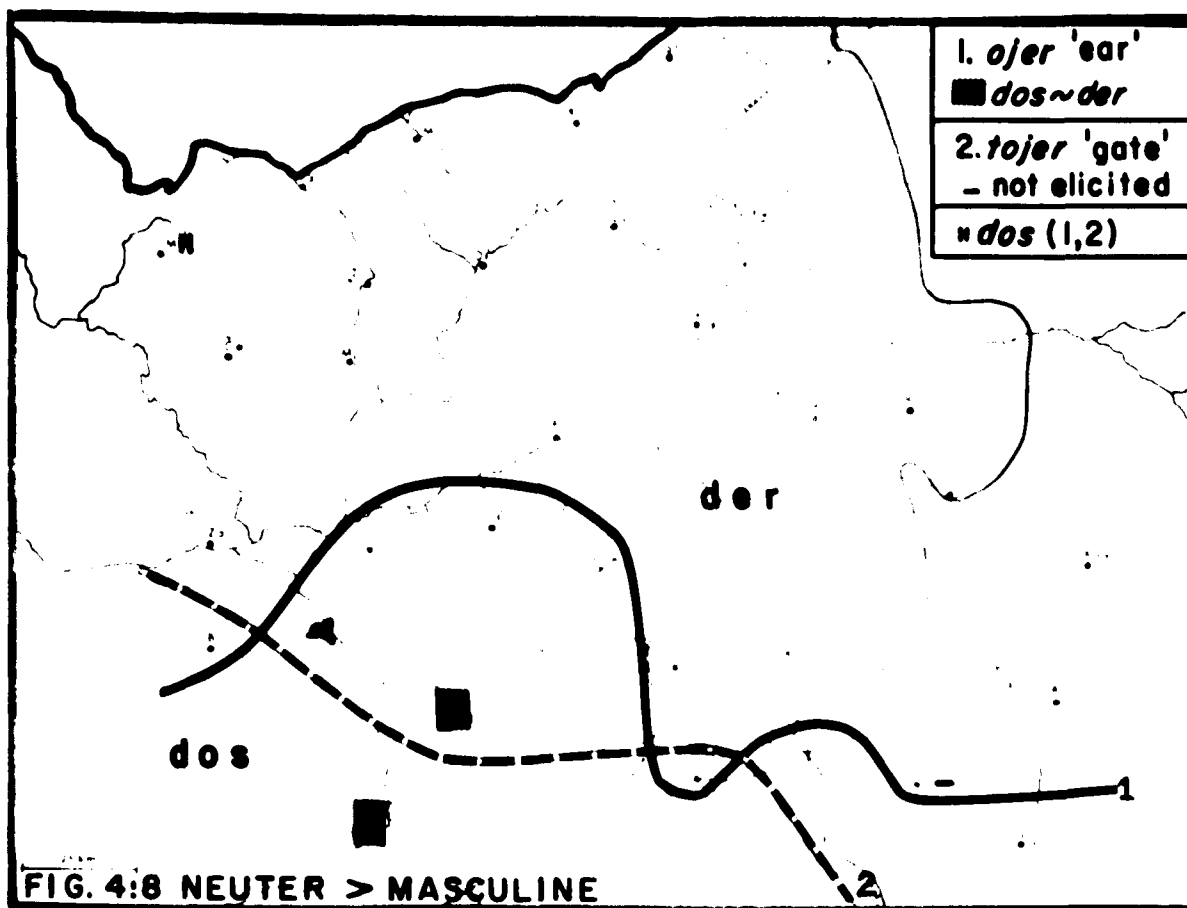 1. ojer 'ear'
dos~der
2. tojer 'gate'
– not elicited
н dos (1,2)
н
der
dos
–
1
2
FIG. 4:8 NEUTER > MASCULINE